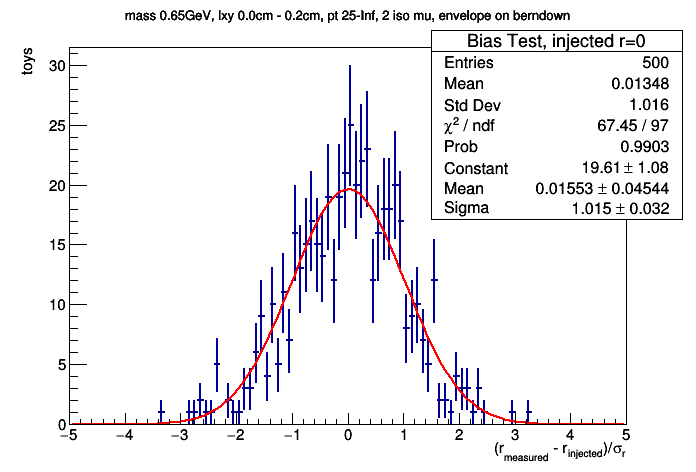 mass 0.65GeV, lxy 0.0cm - 0.2cm, pt 25-Inf, 2 iso mu, envelope on berndown
Bias Test, injected r=0
Entries 500
Mean 0.01348
Std Dev 1.016
χ² / ndf 67.45 / 97
Prob 0.9903
Constant 19.61 ± 1.08
Mean 0.01553 ± 0.04544
Sigma 1.015 ± 0.032
toys
30
25
20
15
10
5
0
−5 −4 −3 −2 −1 0 1 2 3 4 5
(r_measured - r_injected)/σ_r